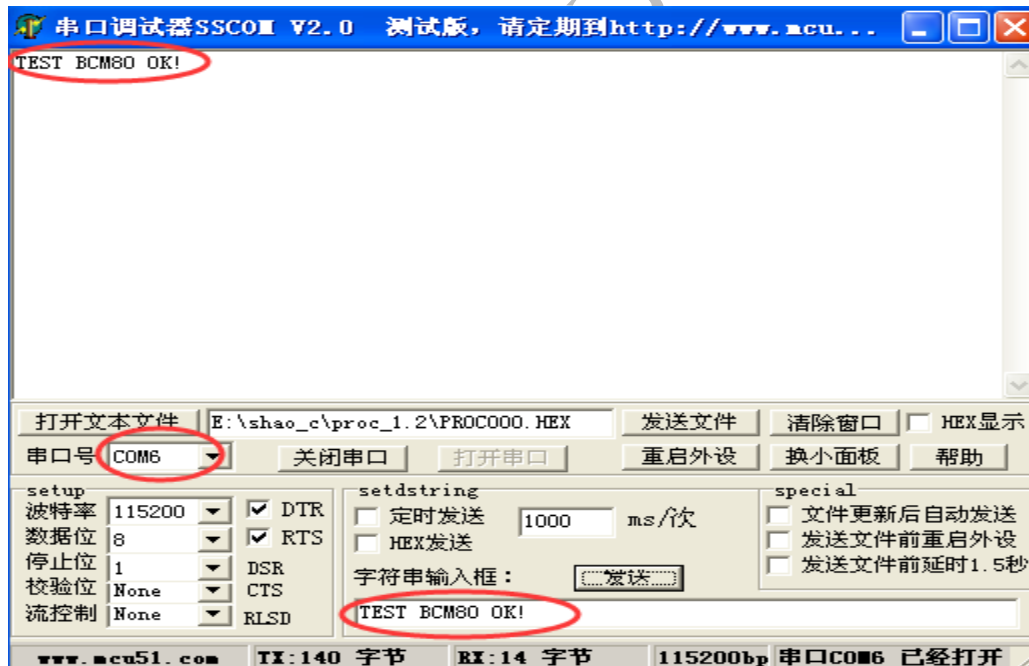 串口调试器SSCOM V2.0 测试版，请定期到http://www.mcu...
TEST BCM80 OK!
打开文本文件 E:\shao_c\proc_1.2\PROCO00.HEX 发送文件 清除窗口 HEX显示
串口号 COM6 关闭串口 打开串口 重启外设 换小面板 帮助
setup setdstring special
波特率 115200 DTR 定时发送 1000 ms/次 文件更新后自动发送
数据位 8 RTS HEX发送 发送文件前重启外设
停止位 1 DSR 字符串输入框： 发送 发送文件前延时1.5秒
校验位 None CTS
流控制 None RLSD TEST BCM80 OK!
www.mcu51.com TX:140 字节 RX:14 字节 115200bp 串口COM6 已经打开